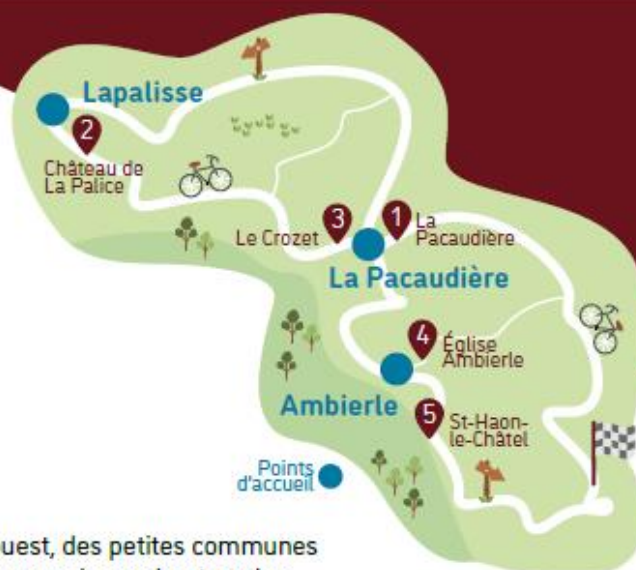 Lapalisse
2
Château de
La Palice
Le Crozet
3
1
La
Pacaudière
La Pacaudière
4
Église
Ambierle
Ambierle
5
St-Haon-
le-Châtel
Points
d'accueil
ouest, des petites communes